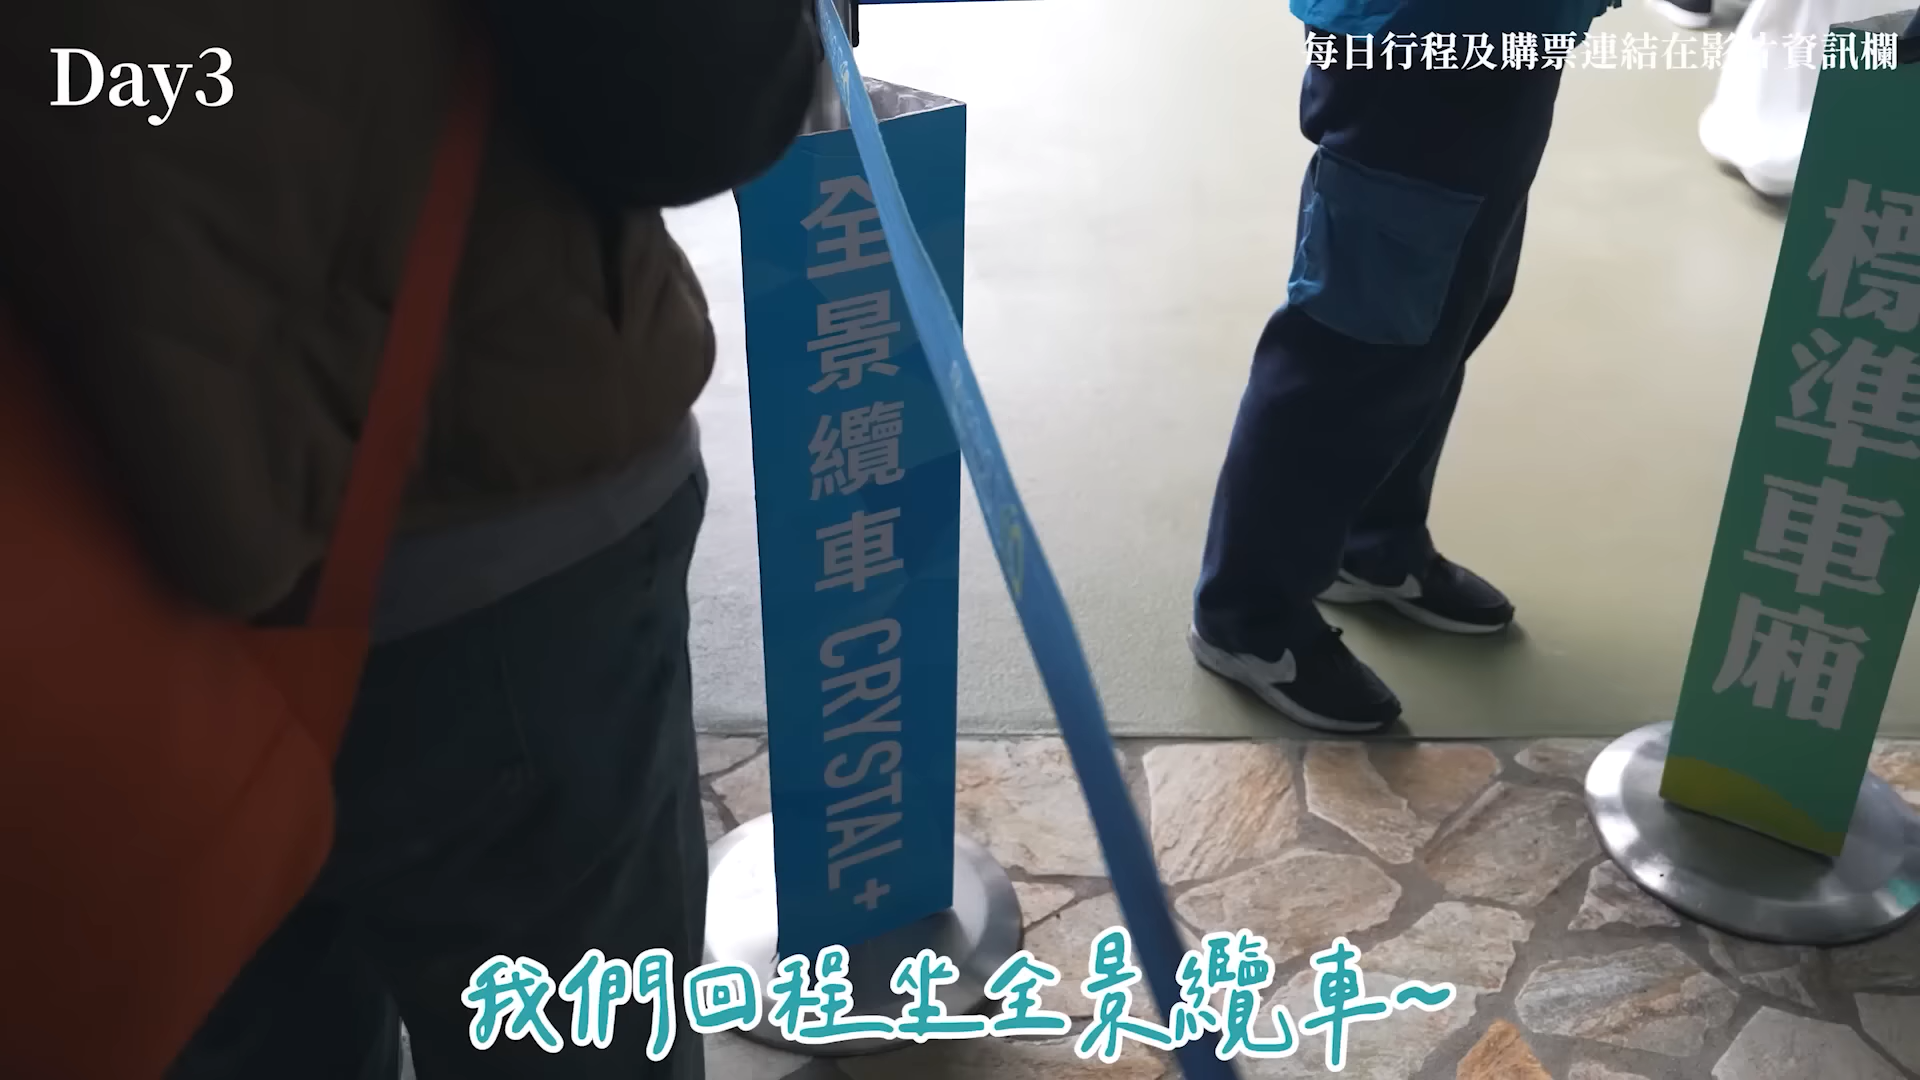 Day3
每日行程及購票連結在影片資訊欄
全景纜車 CRYSTAL+
標準車廂
我們回程坐全景纜車~